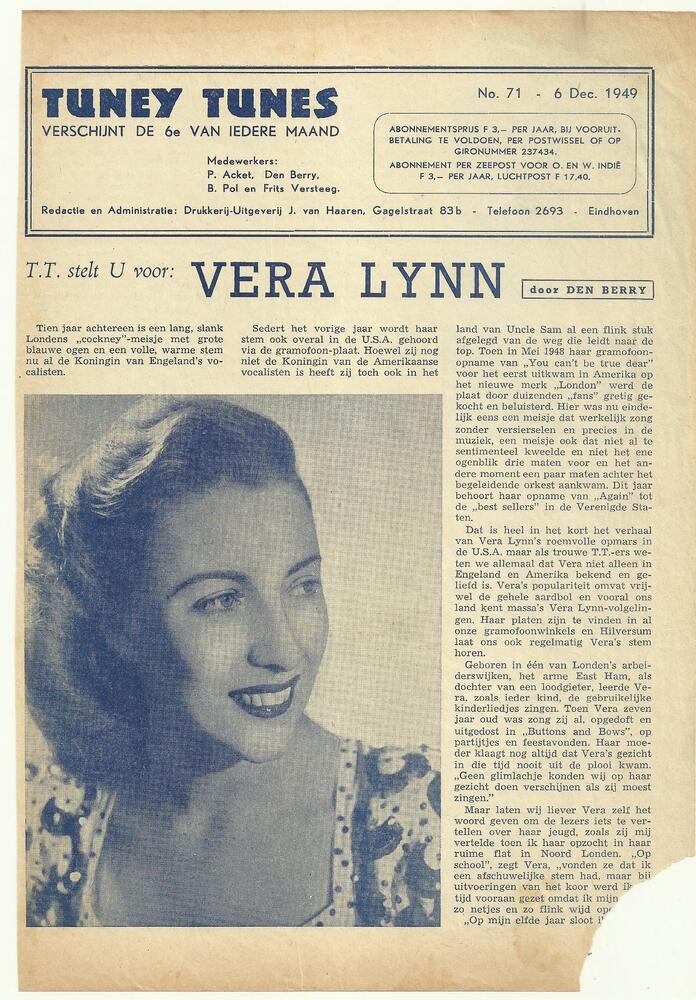 TUNEY TUNES
VERSCHIJNT DE 6e VAN IEDERE MAAND
Medewerkers:
P. Acket, Den Berry,
B. Pol en Frits Versteeg.
No. 71 - 6 Dec. 1949
ABONNEMENTSPRIJS F 3,— PER JAAR, BIJ VOORUIT-
BETALING TE VOLDOEN, PER POSTWISSEL OF OP
GIRONUMMER 237434.
ABONNEMENT PER ZEEPOST VOOR O. EN W. INDIË
F 3,— PER JAAR, LUCHTPOST F 17,40.
Redactie en Administratie: Drukkerij-Uitgeverij J. van Haaren, Gagelstraat 83b - Telefoon 2693 - Eindhoven
T.T. stelt U voor: VERA LYNN door DEN BERRY
Tien jaar achtereen is een lang, slank
Londens „cockney”-meisje met grote
blauwe ogen en een volle, warme stem
nu al de Koningin van Engeland's vo-
calisten.
Sedert het vorige jaar wordt haar
stem ook overal in de U.S.A. gehoord
via de gramofoon-plaat. Hoewel zij nog
niet de Koningin van de Amerikaanse
vocalisten is heeft zij toch ook in het
land van Uncle Sam al een flink stuk
afgelegd van de weg die leidt naar de
top. Toen in Mei 1948 haar gramofoon-
opname van „You can't be true dear”
voor het eerst uitkwam in Amerika op
het nieuwe merk „London” werd de
plaat door duizenden „fans” gretig ge-
kocht en beluisterd. Hier was nu einde-
lijk eens een meisje dat werkelijk zong
zonder versierselen en precies in de
muziek, een meisje ook dat niet al te
sentimenteel kweelde en niet het ene
ogenblik drie maten voor en het an-
dere moment een paar maten achter het
begeleidende orkest aankwam. Dit jaar
behoort haar opname van „Again” tot
de „best sellers” in de Verenigde Sta-
ten.
Dat is heel in het kort het verhaal
van Vera Lynn's roemvolle opmars in
de U.S.A. maar als trouwe T.T.-ers we-
ten we allemaal dat Vera niet alleen in
Engeland en Amerika bekend en ge-
liefd is. Vera's populariteit omvat vrij-
wel de gehele aardbol en vooral ons
land kent massa's Vera Lynn-volgelin-
gen. Haar platen zijn te vinden in al
onze gramofoonwinkels en Hilversum
laat ons ook regelmatig Vera's stem
horen.
Geboren in één van Londen's arbei-
derswijken, het arme East Ham, als
dochter van een loodgieter, leerde Ve-
ra, zoals ieder kind, de gebruikelijke
kinderliedjes zingen. Toen Vera zeven
jaar oud was zong zij al, opgedoft en
uitgedost in „Buttons and Bows”, op
partijtjes en feestavonden. Haar moe-
der klaagt nog altijd dat Vera's gezicht
in die tijd nooit uit de plooi kwam.
„Geen glimlachje konden wij op haar
gezicht doen verschijnen als zij moest
zingen.”
Maar laten wij liever Vera zelf het
woord geven om de lezers iets te ver-
tellen over haar jeugd, zoals zij mij
vertelde toen ik haar opzocht in haar
ruime flat in Noord Londen. „Op
school”, zegt Vera, „vonden ze dat ik
een afschuwelijke stem had, maar bij
uitvoeringen van het koor werd ik
tijd vooraan gezet omdat ik mijn
zo netjes en zo flink wijd
„Op mijn elfde jaar sloot